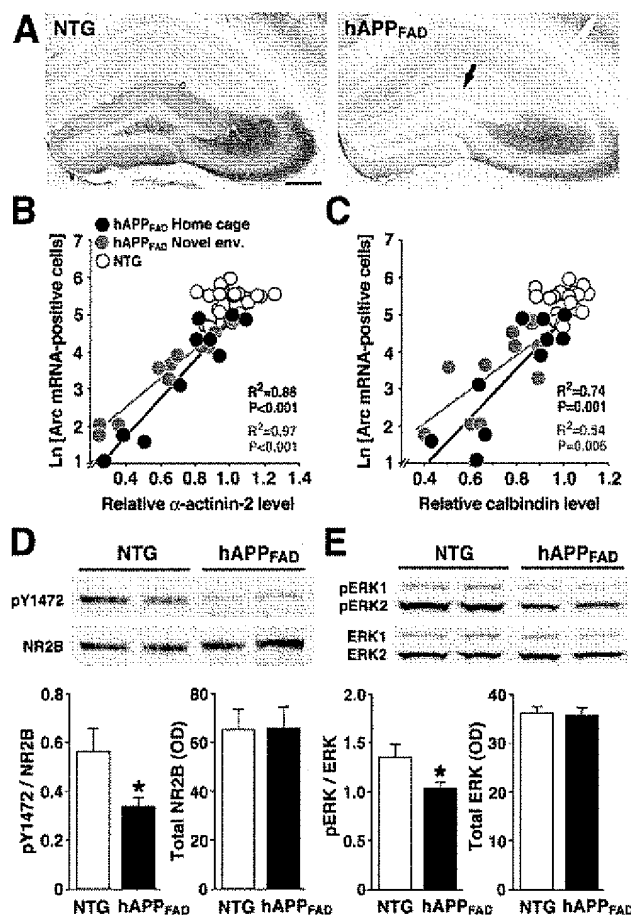 A
NTG
hAPPFAD
B
hAPPFAD Home cage
hAPPFAD Novel env.
NTG
Ln [Arc mRNA-positive cells]
7
6
5
4
3
2
1
0.4
0.6
0.8
1.0
1.2
1.4
Relative α-actinin-2 level
R²=0.86
P<0.001
R²=0.97
P<0.001
C
Ln [Arc mRNA-positive cells]
7
6
5
4
3
2
1
0.4
0.6
0.8
1.0
1.2
Relative calbindin level
R²=0.74
P=0.001
R²=0.54
P=0.006
D
NTG
hAPPFAD
pY1472
NR2B
pY1472 / NR2B
0.6
0.4
0.2
0
NTG hAPPFAD
*
Total NR2B (OD)
80
60
40
20
0
NTG hAPPFAD
E
NTG
hAPPFAD
pERK1
pERK2
ERK1
ERK2
pERK / ERK
1.5
1.0
0.5
0
NTG hAPPFAD
*
Total ERK (OD)
40
30
20
10
0
NTG hAPPFAD